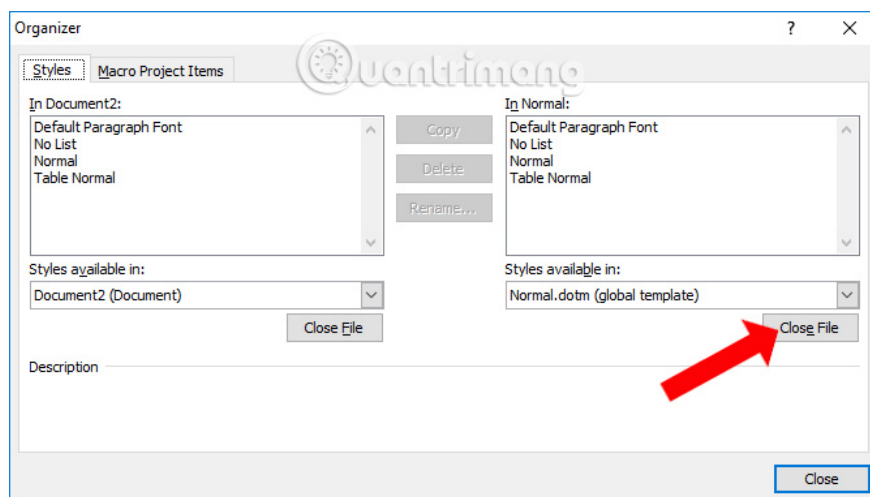 Organizer
Styles Macro Project Items
Quantrimang
In Document2:
Default Paragraph Font
No List
Normal
Table Normal
Copy
Delete
Rename...
In Normal:
Default Paragraph Font
No List
Normal
Table Normal
Styles available in:
Document2 (Document)
Close File
Styles available in:
Normal.dotm (global template)
Close File
Description
Close